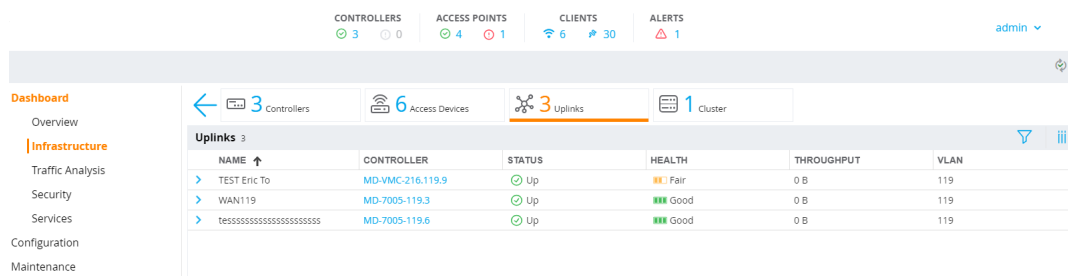 CONTROLLERS ACCESS POINTS CLIENTS ALERTS
3 0 4 1 6 30 1
admin
Dashboard
Overview
Infrastructure
Traffic Analysis
Security
Services
Configuration
Maintenance
3 Controllers 6 Access Devices 3 Uplinks 1 Cluster
Uplinks 3
NAME CONTROLLER STATUS HEALTH THROUGHPUT VLAN
TEST Eric To MD-VMC-216.119.9 Up Fair 0 B 119
WAN119 MD-7005-119.3 Up Good 0 B 119
tesssssssssssssssssssss MD-7005-119.6 Up Good 0 B 119